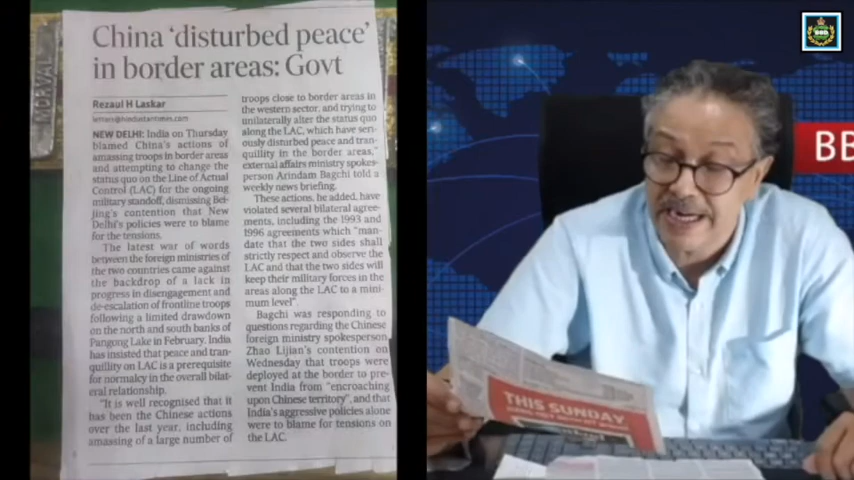 China 'disturbed peace'
in border areas: Govt
Rezaul H Laskar
letters@hindustantimes.com
NEW DELHI: India on Thursday
blamed China's actions of
amassing troops in border areas
and attempting to change the
status quo on the Line of Actual
Control (LAC) for the ongoing
military standoff, dismissing Bei-
jing's contention that New
Delhi's policies were to blame
for the tensions.
The latest war of words
between the foreign ministries of
the two countries came against
the backdrop of a lack in
progress in disengagement and
de-escalation of frontline troops
following a limited drawdown
on the north and south banks of
Pangong Lake in February. India
has insisted that peace and tran-
quillity on LAC is a prerequisite
for normalcy in the overall bilat-
eral relationship.
"It is well recognised that it
has been the Chinese actions
over the last year, including
amassing of a large number of
troops close to border areas in
the western sector, and trying to
unilaterally alter the status quo
along the LAC, which have seri-
ously disturbed peace and tran-
quillity in the border areas,"
external affairs ministry spokes-
person Arindam Bagchi told a
weekly news briefing.
These actions, he added, have
violated several bilateral agree-
ments, including the 1993 and
1996 agreements which "man-
date that the two sides shall
strictly respect and observe the
LAC and that the two sides will
keep their military forces in the
areas along the LAC to a mini-
mum level".
Bagchi was responding to
questions regarding the Chinese
foreign ministry spokesperson
Zhao Lijian's contention on
Wednesday that troops were
deployed at the border to pre-
vent India from "encroaching
upon Chinese territory", and that
India's aggressive policies alone
were to blame for tensions on
the LAC.
MORVAL
BB
THIS SUNDAY